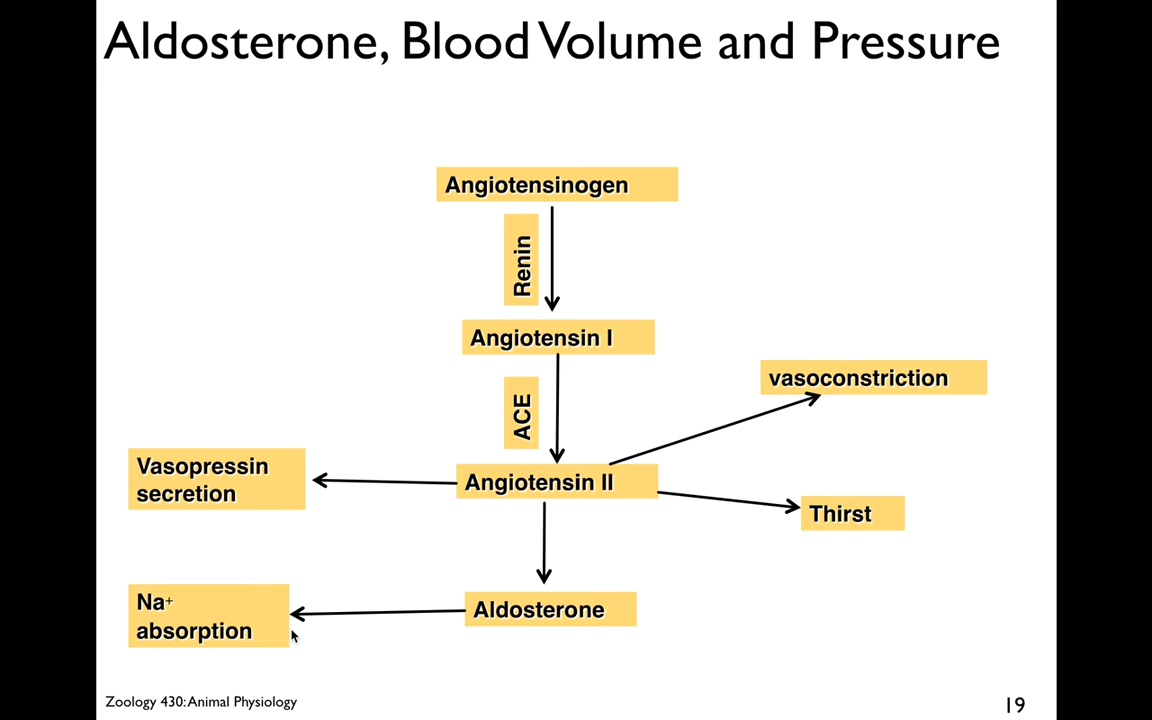 Aldosterone, Blood Volume and Pressure
Angiotensinogen
Renin
Angiotensin I
ACE
vasoconstriction
Vasopressin
secretion
Angiotensin II
Thirst
Na⁺
absorption
Aldosterone
Zoology 430: Animal Physiology
19